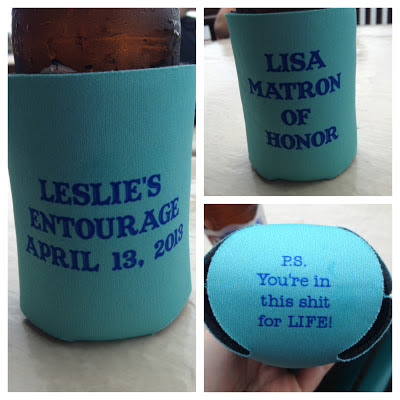 LESLIE'S
ENTOURAGE
APRIL 13, 2013
LISA
MATRON
OF
HONOR
P.S.
You're in
this shit
for LIFE!